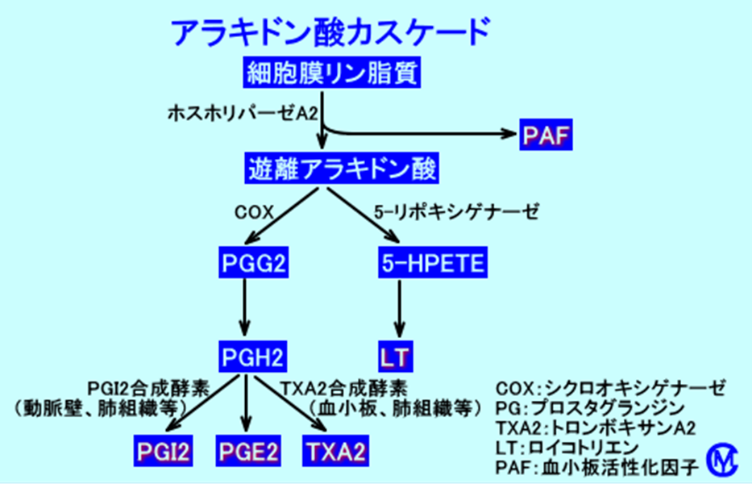 アラキドン酸カスケード
細胞膜リン脂質
ホスホリパーゼA2
PAF
遊離アラキドン酸
COX
5-リポキシゲナーゼ
PGG2
5-HPETE
PGH2
LT
PGI2合成酵素
(動脈壁、肺組織等)
TXA2合成酵素
(血小板、肺組織等)
PGI2
PGE2
TXA2
COX:シクロオキシゲナーゼ
PG:プロスタグランジン
TXA2:トロンボキサンA2
LT:ロイコトリエン
PAF:血小板活性化因子